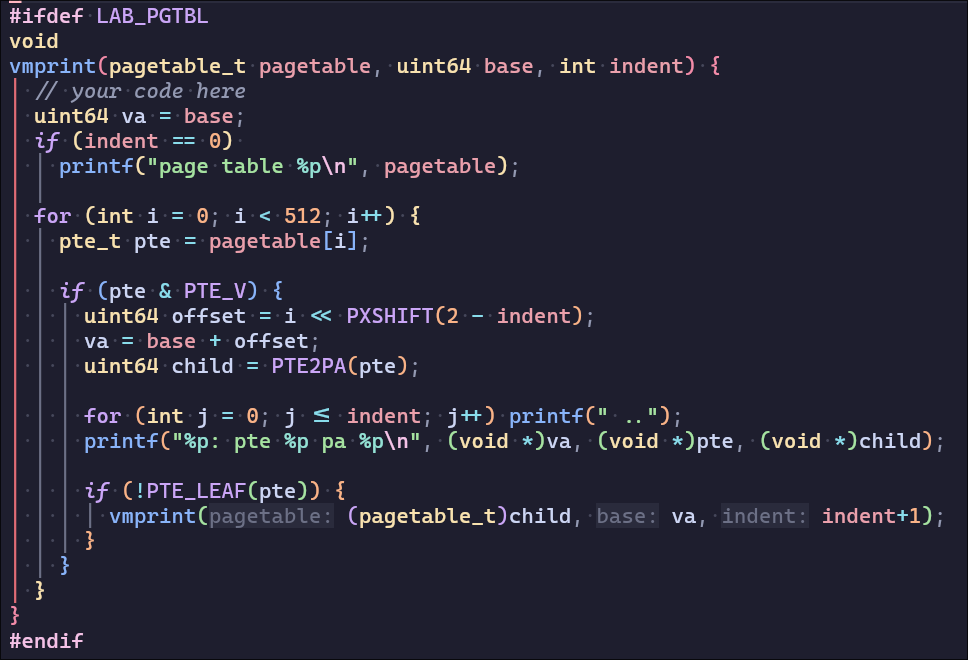 #ifdef LAB_PGTBL
void
vmprint(pagetable_t pagetable, uint64 base, int indent) {
  // your code here
  uint64 va = base;
  if (indent == 0)
    printf("page table %p\n", pagetable);

  for (int i = 0; i < 512; i++) {
    pte_t pte = pagetable[i];

    if (pte & PTE_V) {
      uint64 offset = i << PXSHIFT(2 - indent);
      va = base + offset;
      uint64 child = PTE2PA(pte);

      for (int j = 0; j <= indent; j++) printf(" ..");
      printf("%p: pte %p pa %p\n", (void *)va, (void *)pte, (void *)child);

      if (!PTE_LEAF(pte)) {
        vmprint(pagetable: (pagetable_t)child, base: va, indent: indent+1);
      }
    }
  }
}
#endif